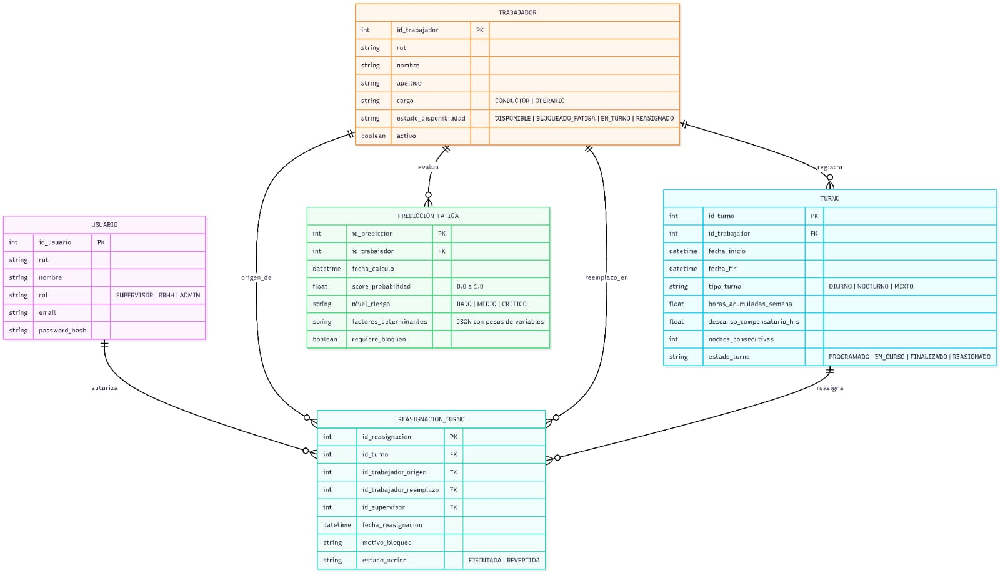 TRABAJADOR
int id_trabajador PK
string rut
string nombre
string apellido
string cargo CONDUCTOR | OPERARIO
string estado_disponibilidad DISPONIBLE | BLOQUEADO_FATIGA | EN_TURNO | REASIGNADO
boolean activo
evalua
registra
origen_de
reemplazo_en
USUARIO
int id_usuario PK
string rut
string nombre
string rol SUPERVISOR | RRHH | ADMIN
string email
string password_hash
PREDICCION_FATIGA
int id_prediccion PK
int id_trabajador FK
datetime fecha_calculo
float score_probabilidad 0.0 a 1.0
string nivel_riesgo BAJO | MEDIO | CRITICO
string factores_determinantes JSON con pesos de variables
boolean requiere_bloqueo
TURNO
int id_turno PK
int id_trabajador FK
datetime fecha_inicio
datetime fecha_fin
string tipo_turno DIURNO | NOCTURNO | MIXTO
float horas_acumuladas_semana
float descanso_compensatorio_hrs
int noches_consecutivas
string estado_turno PROGRAMADO | EN_CURSO | FINALIZADO | REASIGNADO
autoriza
reasigna
REASIGNACION_TURNO
int id_reasignacion PK
int id_turno FK
int id_trabajador_origen FK
int id_trabajador_reemplazo FK
int id_supervisor FK
datetime fecha_reasignacion
string motivo_bloqueo
string estado_accion EJECUTADA | REVERTIDA